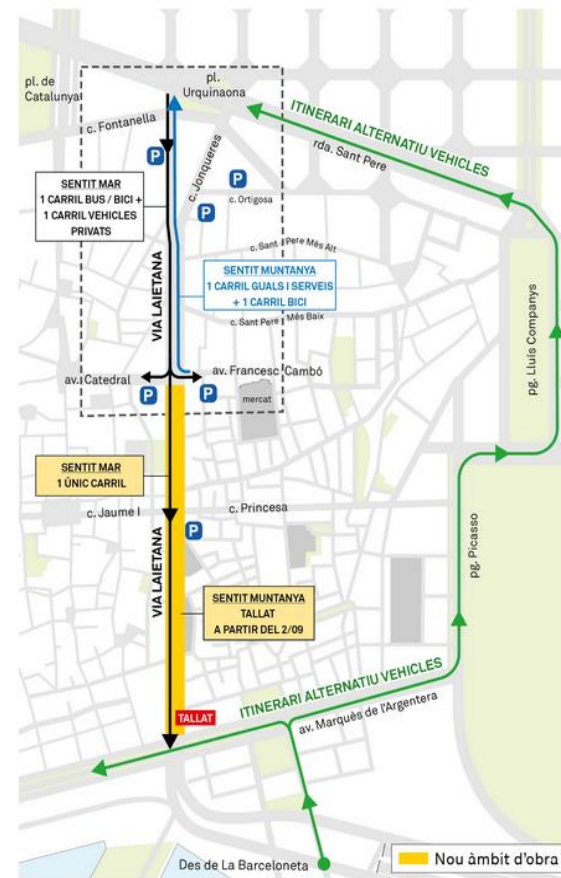 pl. de
Catalunya
pl.
Urquinaona
c. Fontanella
ITINERARI ALTERNATIU VEHICLES
rda. Sant Pere
P
c. Jonqueres
P
P
c. Ortigosa
SENTIT MAR
1 CARRIL BUS / BICI +
1 CARRIL VEHICLES
PRIVATS
VIA LAIETANA
c. Sant Pere Més Alt
SENTIT MUNTANYA
1 CARRIL GUALS I SERVEIS
+ 1 CARRIL BICI
c. Sant Pere Més Baix
pg. Lluís Companys
av. Catedral
av. Francesc Cambó
P
P
mercat
SENTIT MAR
1 ÚNIC CARRIL
c. Jaume I
c. Princesa
P
VIA LAIETANA
pg. Picasso
SENTIT MUNTANYA
TALLAT
A PARTIR DEL 2/09
ITINERARI ALTERNATIU VEHICLES
TALLAT
av. Marquès de l'Argentera
Des de La Barceloneta
Nou àmbit d'obra